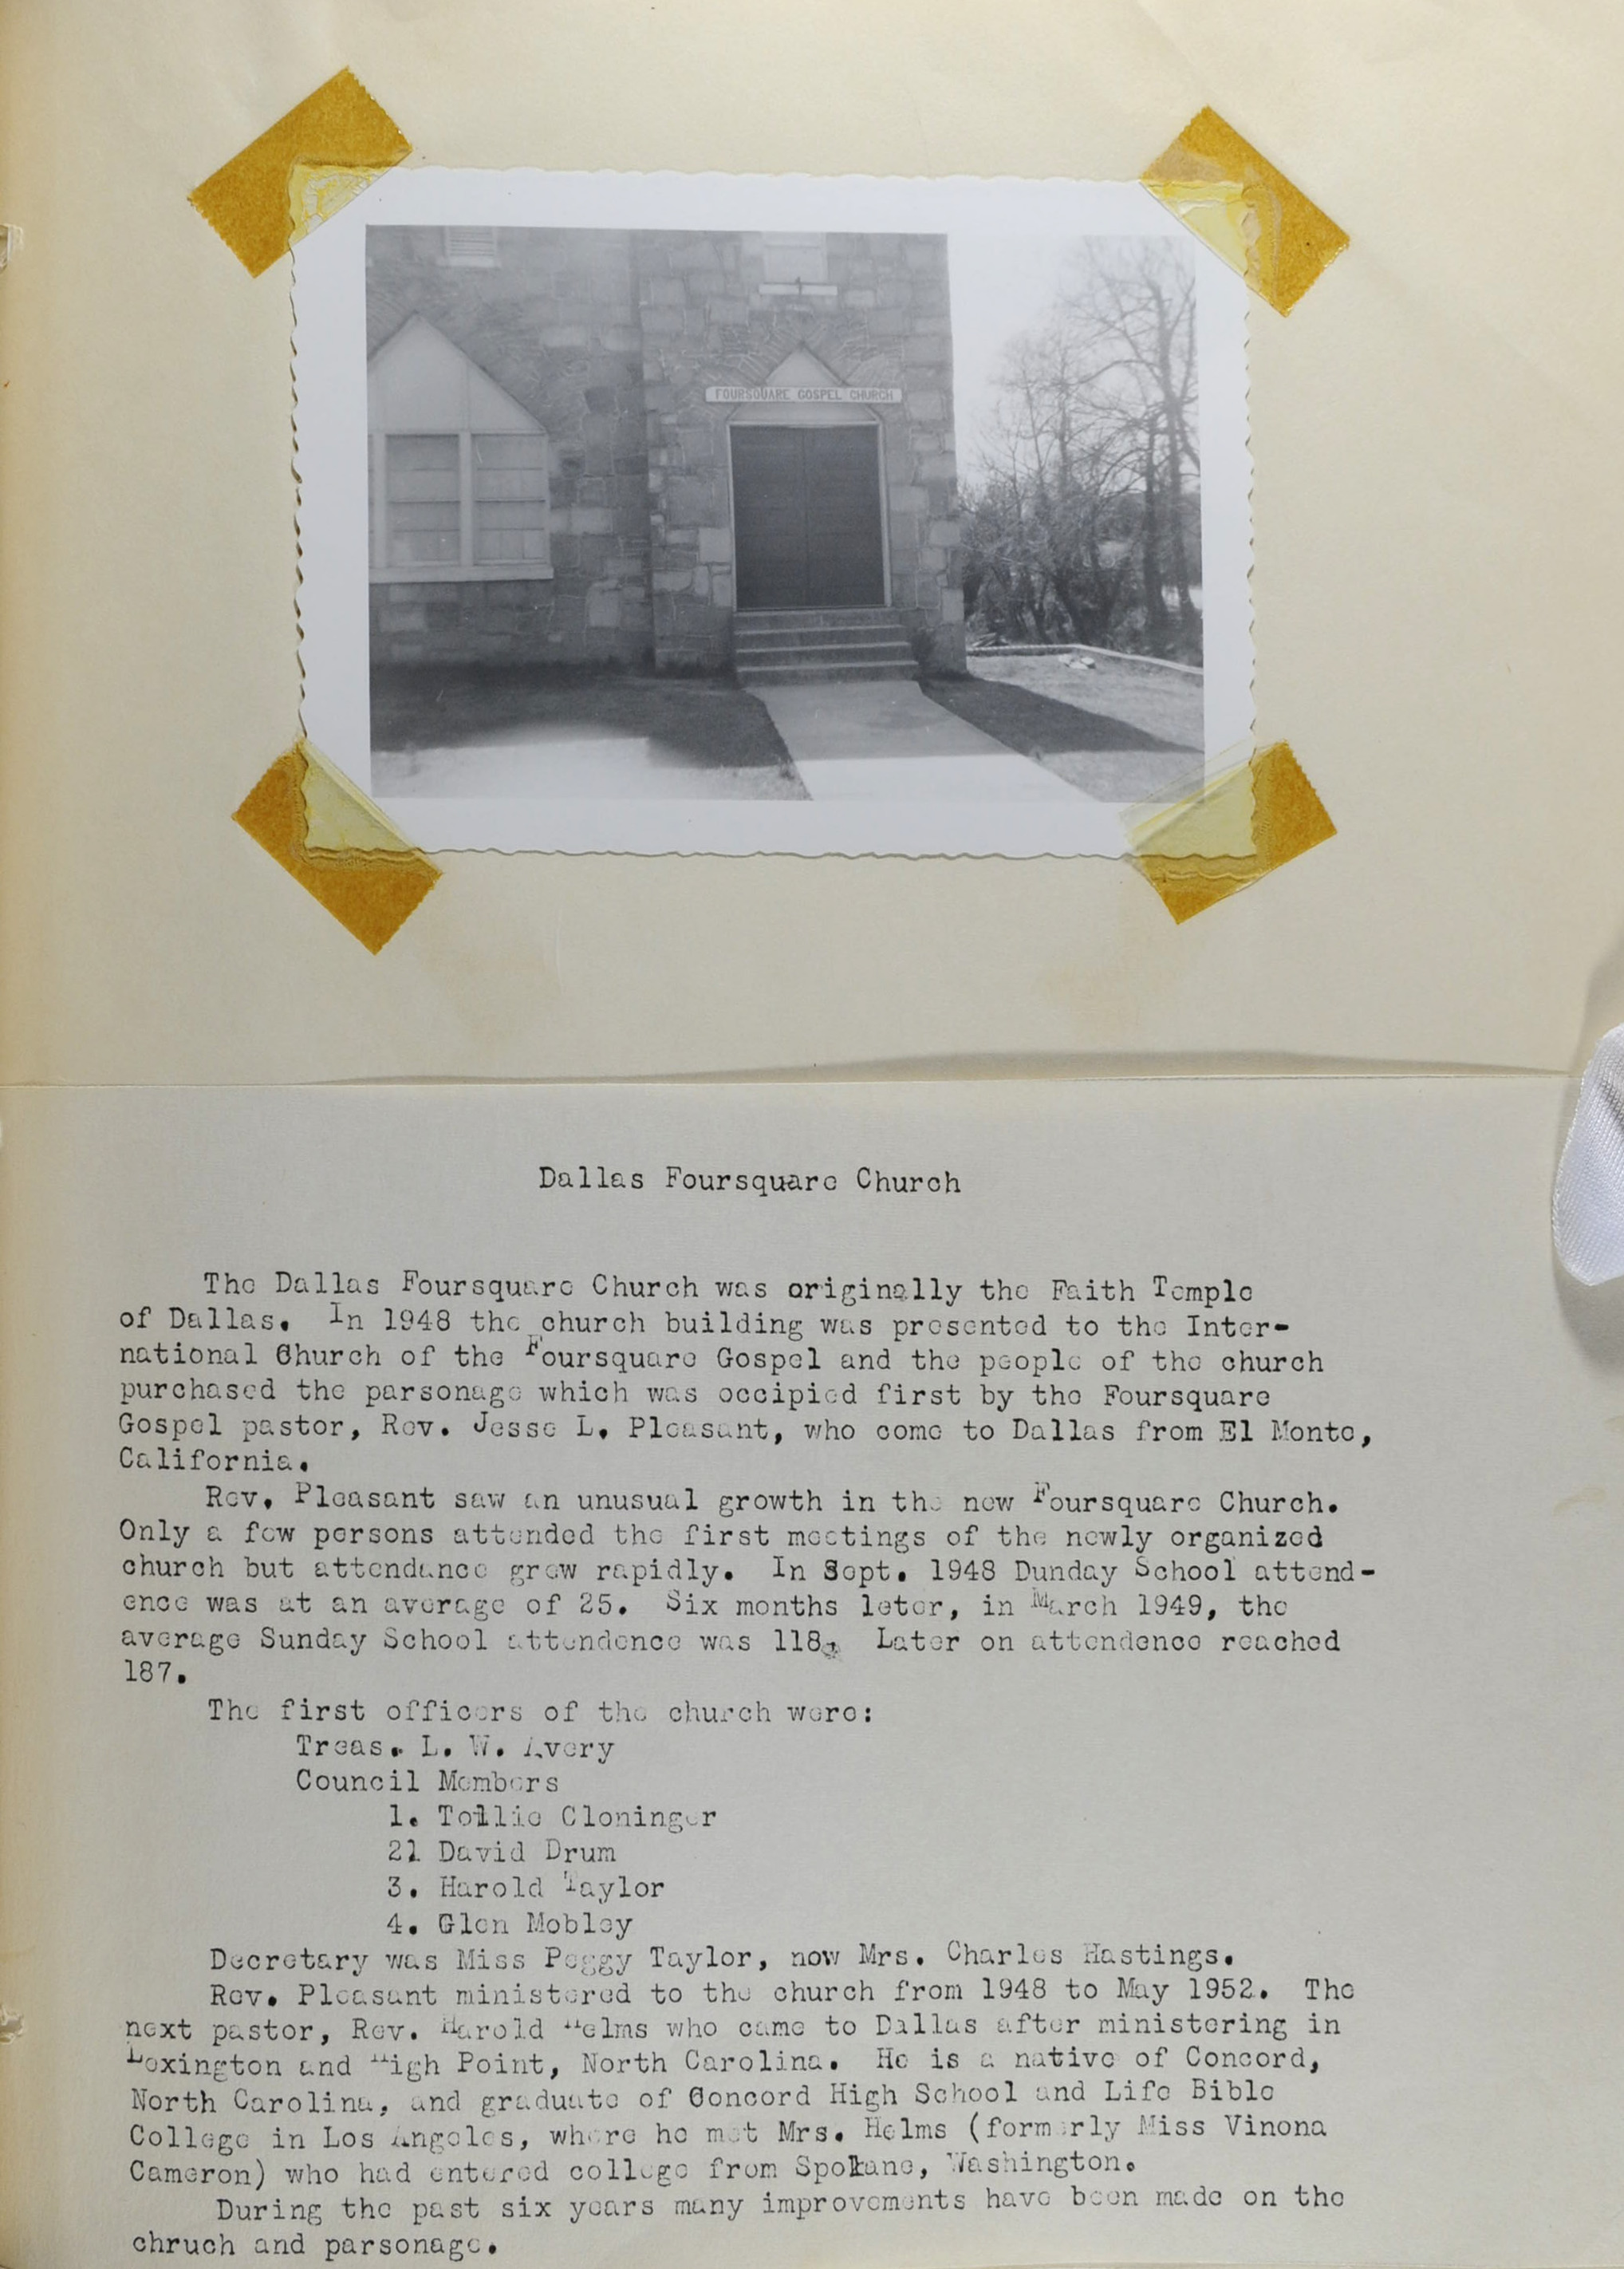 FOURSQUARE GOSPEL CHURCH
Dallas Foursquare Church
The Dallas Foursquare Church was originally the Faith Temple
of Dallas. In 1948 the church building was presented to the Inter-
national Church of the Foursquare Gospel and the people of the church
purchased the parsonage which was occipied first by the Foursquare
Gospel pastor, Rev. Jesse L. Pleasant, who come to Dallas from El Monte,
California.
Rev. Pleasant saw an unusual growth in the new Foursquare Church.
Only a few persons attended the first meetings of the newly organized
church but attendance grew rapidly. In Sept. 1948 Dunday School attend-
ence was at an average of 25. Six months leter, in March 1949, the
average Sunday School attendence was 118. Later on attendence reached
187.
The first officers of the church were:
Treas. L. W. Avery
Council Members
1. Tollie Cloninger
21 David Drum
3. Harold Taylor
4. Glen Mobley
Decretary was Miss Peggy Taylor, now Mrs. Charles Hastings.
Rev. Pleasant ministered to the church from 1948 to May 1952. The
next pastor, Rev. Harold Helms who came to Dallas after ministering in
Lexington and High Point, North Carolina. He is a native of Concord,
North Carolina, and graduate of Concord High School and Life Bible
College in Los Angeles, where he met Mrs. Helms (formerly Miss Vinona
Cameron) who had entered college from Spokane, Washington.
During the past six years many improvements have been made on the
chruch and parsonage.